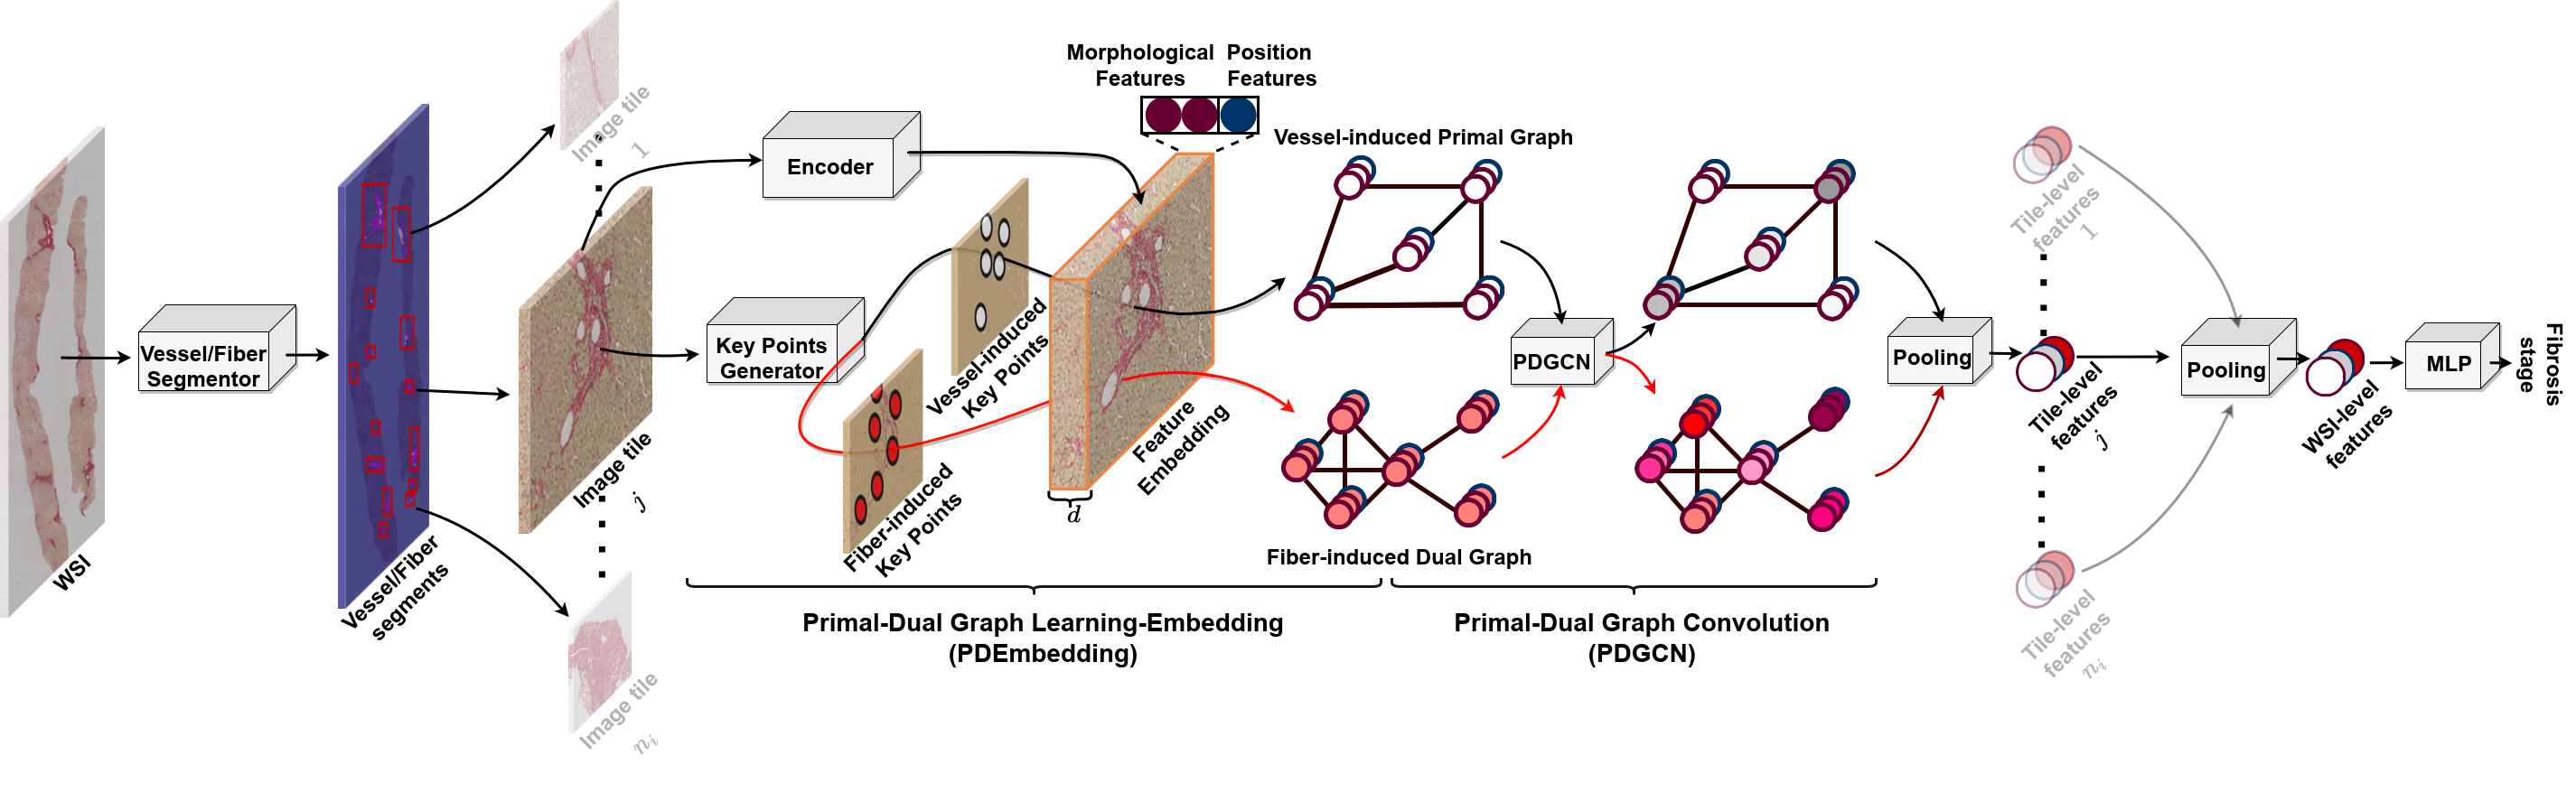 WSI
Vessel/Fiber
Segmentor
Vessel/Fiber
segments
Image tile
1
Image tile
j
Image tile
n_i
Encoder
Key Points
Generator
Vessel-induced
Key Points
Fiber-induced
Key Points
Morphological
Features
Position
Features
Feature
Embedding
d
Vessel-induced Primal Graph
Fiber-induced Dual Graph
Primal-Dual Graph Learning-Embedding
(PDEmbedding)
PDGCN
Primal-Dual Graph Convolution
(PDGCN)
Pooling
Tile-level
features
1
Tile-level
features
j
Tile-level
features
n_i
Pooling
WSI-level
features
MLP
Fibrosis
stage